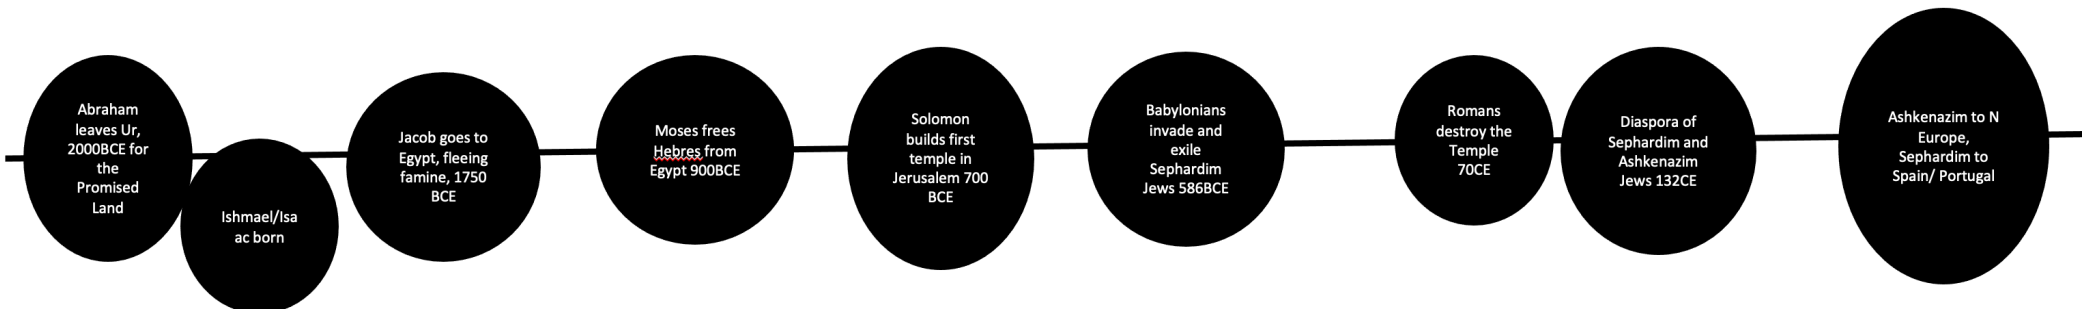 Abraham
leaves Ur,
2000BCE for
the
Promised
Land
Ishmael/Isa
ac born
Jacob goes to
Egypt, fleeing
famine, 1750
BCE
Moses frees
Hebres from
Egypt 900BCE
Solomon
builds first
temple in
Jerusalem 700
BCE
Babylonians
invade and
exile
Sephardim
Jews 586BCE
Romans
destroy the
Temple
70CE
Diaspora of
Sephardim and
Ashkenazim
Jews 132CE
Ashkenazim to N
Europe,
Sephardim to
Spain/ Portugal